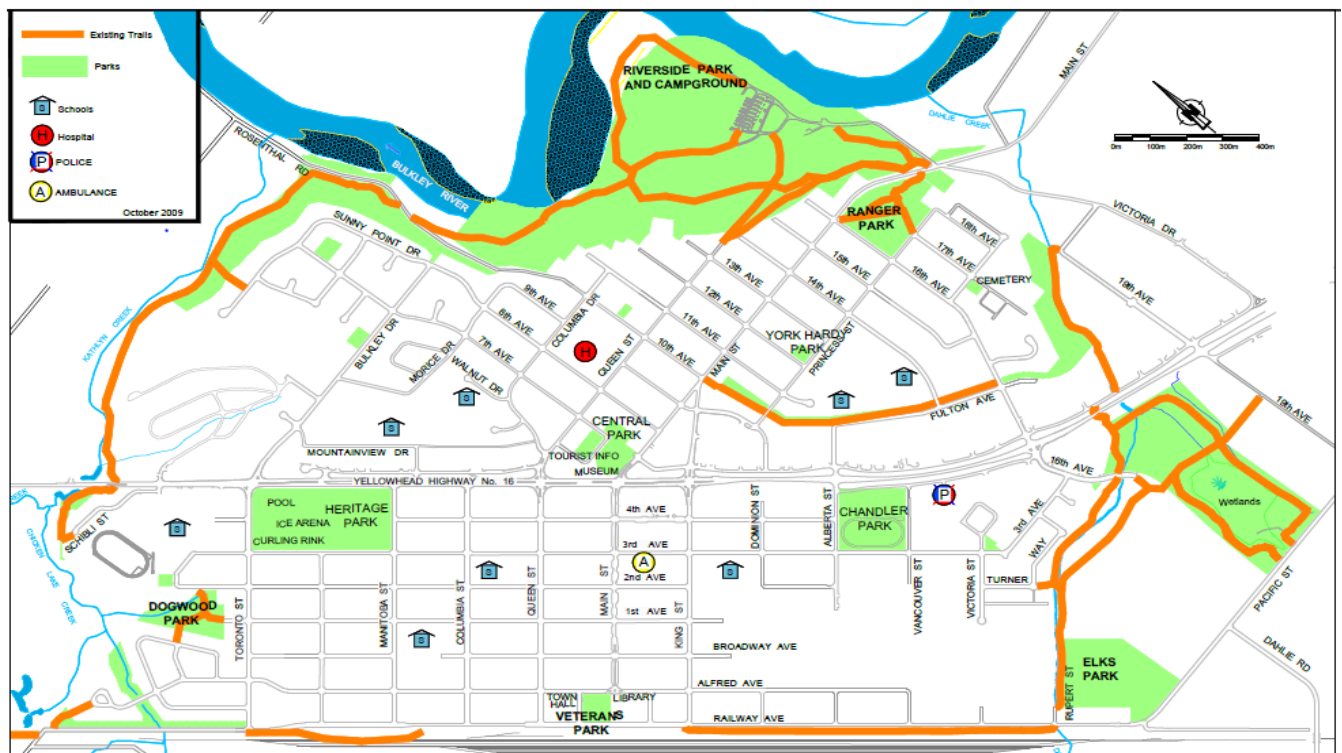 Existing Trails
Parks
S
Schools
H
Hospital
P
POLICE
A
AMBULANCE
October 2009
RIVERSIDE PARK
AND CAMPGROUND
MAIN ST
DAHLIE CREEK
0m 100m 200m 300m 400m
ROSENTHAL RD
BULKLEY RIVER
VICTORIA DR
RANGER
PARK
SUNNY POINT DR
18th AVE
17th AVE
16th AVE
15th AVE
14th AVE
13th AVE
12th AVE
11th AVE
10th AVE
19th AVE
CEMETERY
KATHLYN CREEK
9th AVE
8th AVE
7th AVE
COLUMBIA DR
QUEEN ST
MAIN ST
YORK HARDY
PARK
PRINCESS ST
BULKLEY DR
MORICE DR
WALNUT DR
H
S
S
S
S
FULTON AVE
19th AVE
CENTRAL
PARK
TOURIST INFO
MUSEUM
MOUNTAINVIEW DR
16th AVE
YELLOWHEAD HIGHWAY No. 16
P
Wetlands
POOL
ICE ARENA
CURLING RINK
HERITAGE
PARK
4th AVE
3rd AVE
2nd AVE
1st AVE
DOMINION ST
ALBERTA ST
CHANDLER
PARK
3rd AVE
TURNER WAY
SCHIBLI ST
S
S
A
S
CREEK
CHICKEN LAKE CREEK
PACIFIC ST
DOGWOOD
PARK
TORONTO ST
MANITOBA ST
COLUMBIA ST
QUEEN ST
MAIN ST
KING ST
VANCOUVER ST
VICTORIA ST
S
BROADWAY AVE
DAHLIE RD
ELKS
PARK
RUPERT ST
ALFRED AVE
TOWN
HALL
LIBRARY
VETERANS
PARK
RAILWAY AVE